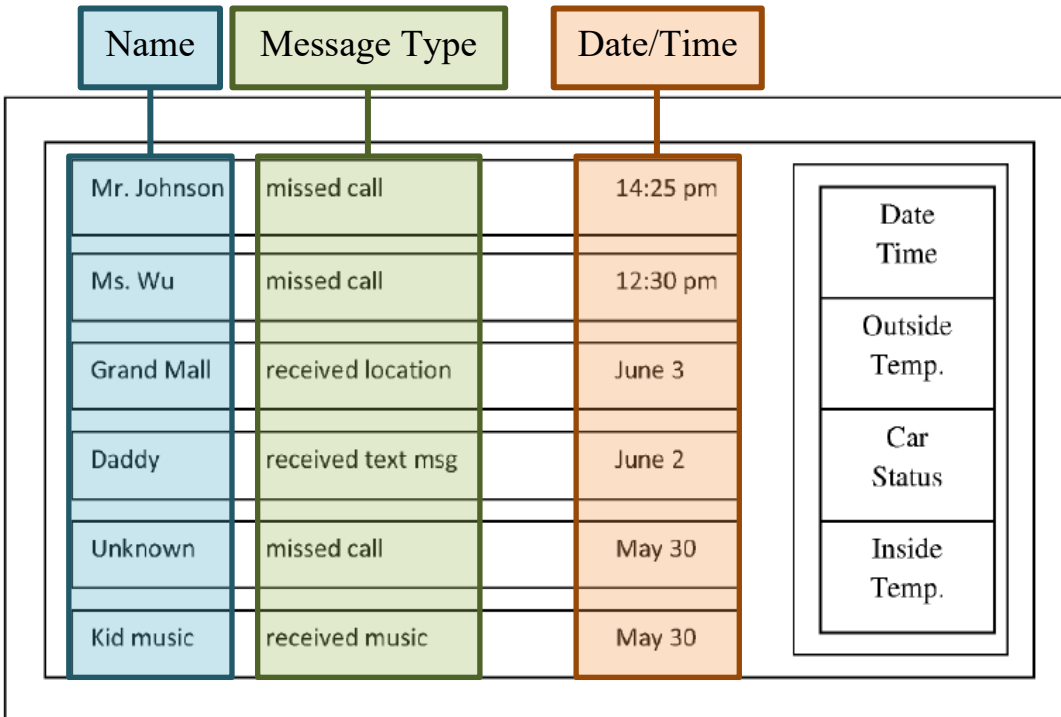 Name Message Type Date/Time
Mr. Johnson missed call 14:25 pm
Ms. Wu missed call 12:30 pm
Grand Mall received location June 3
Daddy received text msg June 2
Unknown missed call May 30
Kid music received music May 30
Date
Time
Outside
Temp.
Car
Status
Inside
Temp.